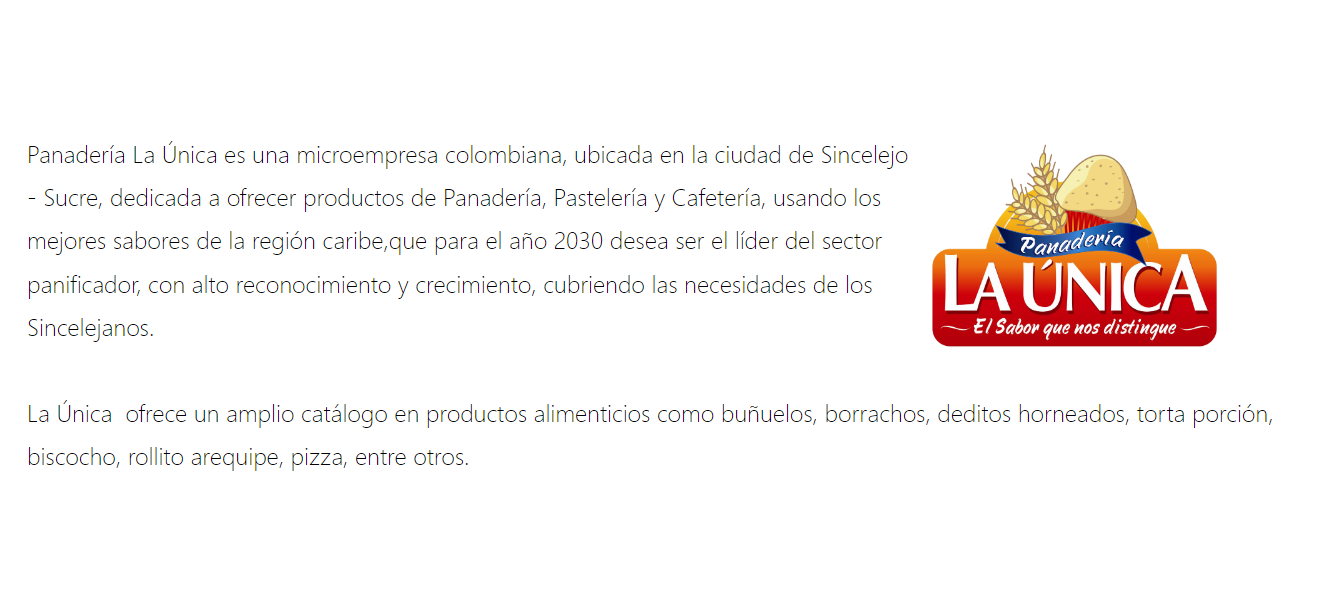 Panadería La Única es una microempresa colombiana, ubicada en la ciudad de Sincelejo
- Sucre, dedicada a ofrecer productos de Panadería, Pastelería y Cafetería, usando los
mejores sabores de la región caribe,que para el año 2030 desea ser el líder del sector
panificador, con alto reconocimiento y crecimiento, cubriendo las necesidades de los
Sincelejanos.
Panadería
LA ÚNICA
El Sabor que nos distingue
La Única  ofrece un amplio catálogo en productos alimenticios como buñuelos, borrachos, deditos horneados, torta porción,
biscocho, rollito arequipe, pizza, entre otros.